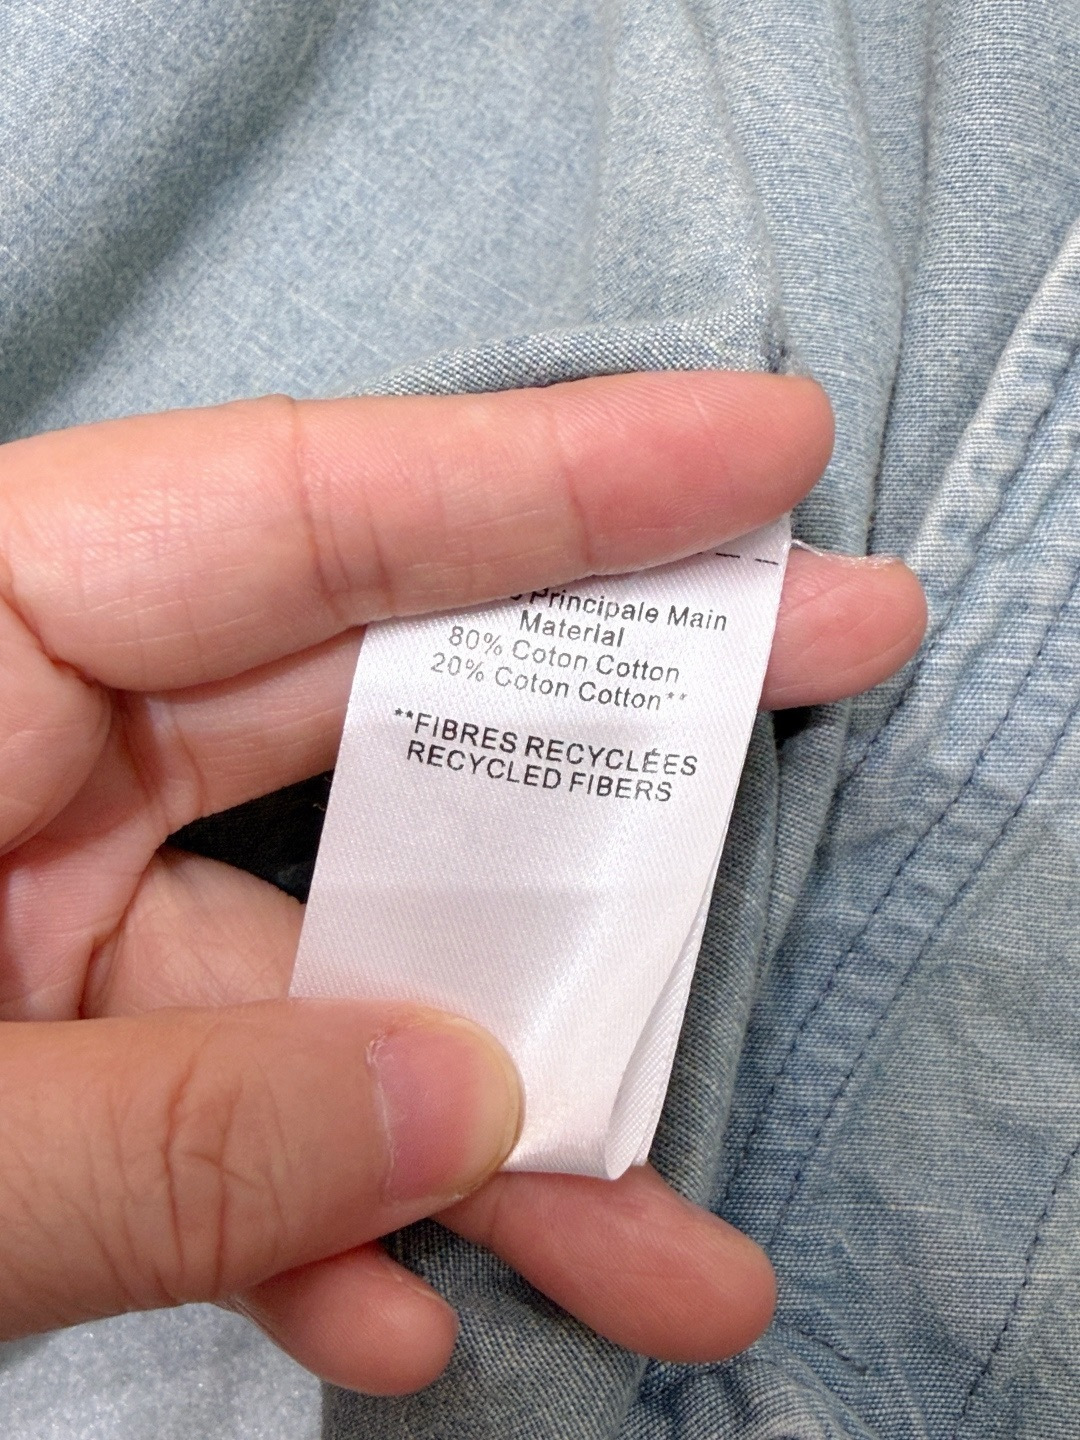 Principale Main
Material
80% Coton Cotton
20% Coton Cotton**
**FIBRES RECYCLÉES
RECYCLED FIBERS